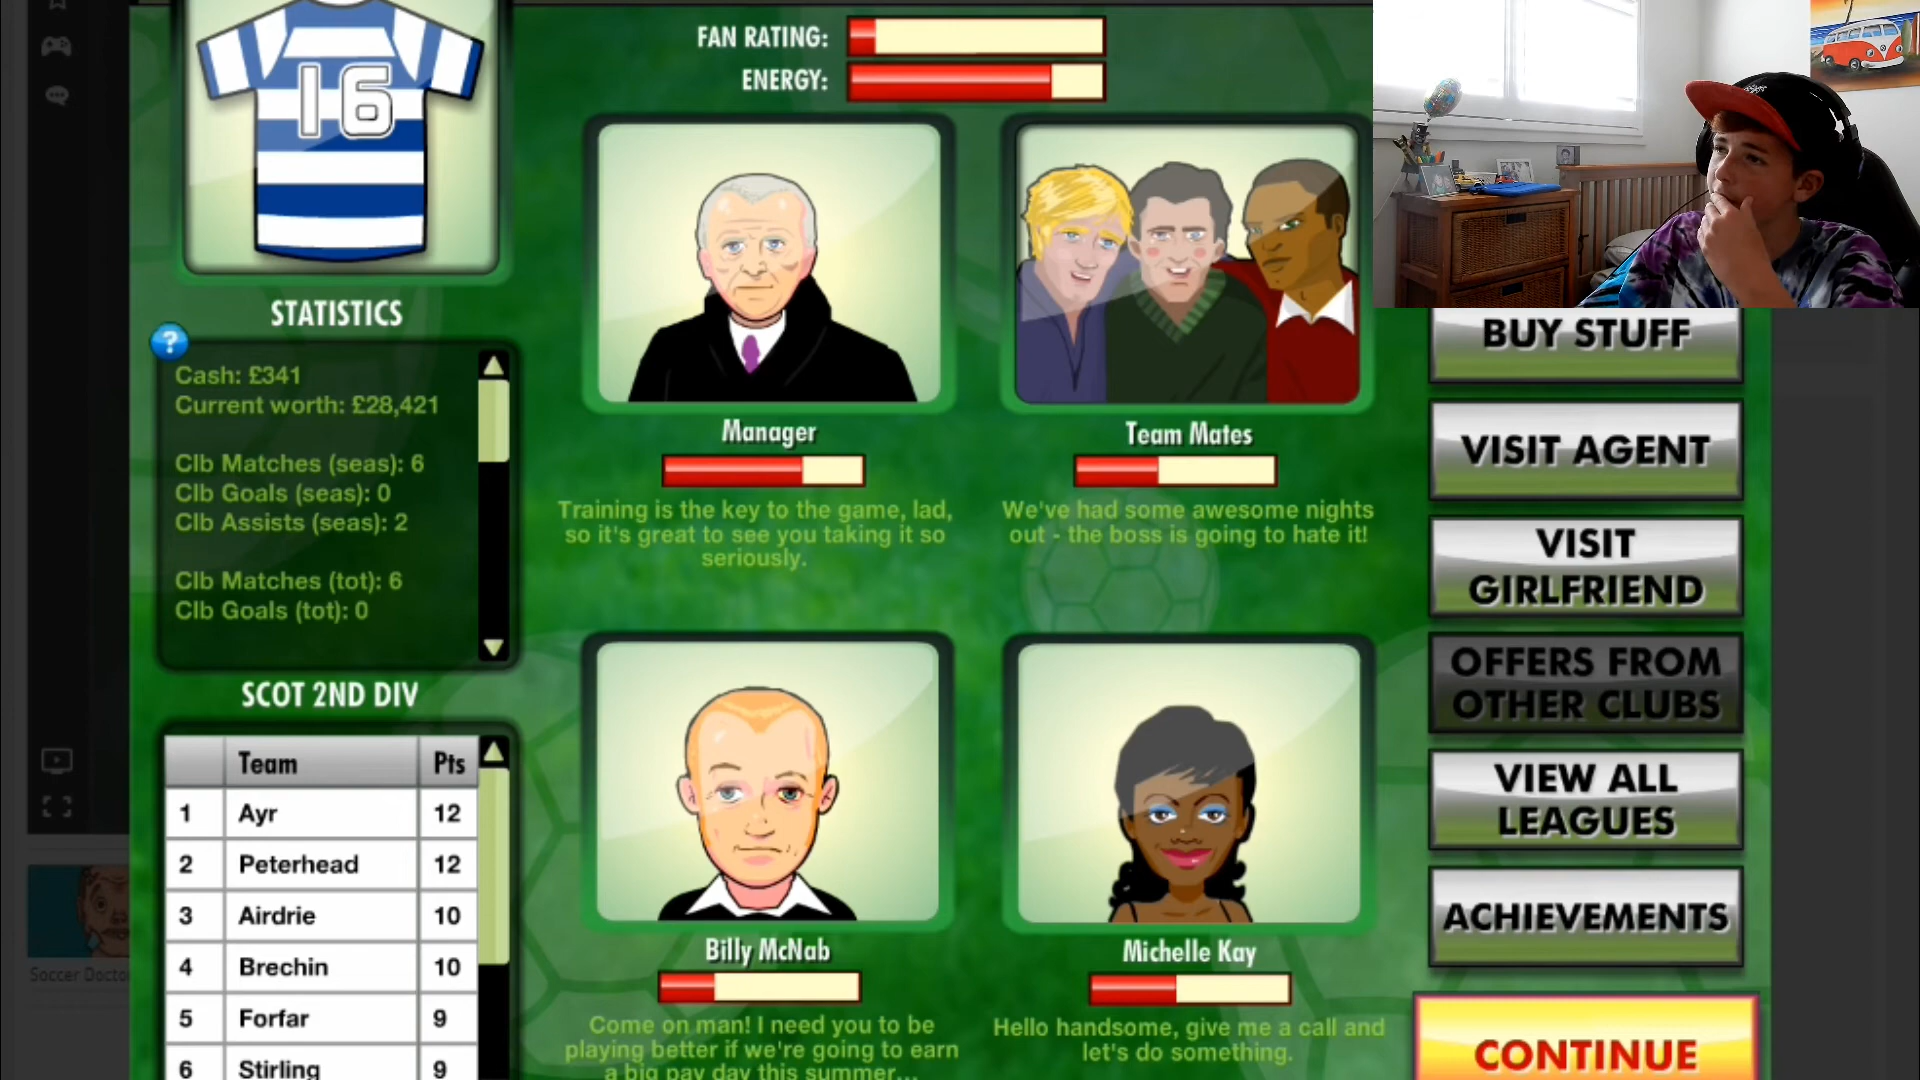 FAN RATING:
ENERGY:
16
STATISTICS
?
Cash: £341
Current worth: £28,421
Clb Matches (seas): 6
Clb Goals (seas): 0
Clb Assists (seas): 2
Clb Matches (tot): 6
Clb Goals (tot): 0
SCOT 2ND DIV
Team Pts
1 Ayr 12
2 Peterhead 12
3 Airdrie 10
4 Brechin 10
5 Forfar 9
6 Stirling 9
Manager
Training is the key to the game, lad,
so it's great to see you taking it so
seriously.
Team Mates
We've had some awesome nights
out - the boss is going to hate it!
Billy McNab
Come on man! I need you to be
playing better if we're going to earn
a big pay day this summer...
Michelle Kay
Hello handsome, give me a call and
let's do something.
BUY STUFF
VISIT AGENT
VISIT
GIRLFRIEND
OFFERS FROM
OTHER CLUBS
VIEW ALL
LEAGUES
ACHIEVEMENTS
CONTINUE
Soccer Docto